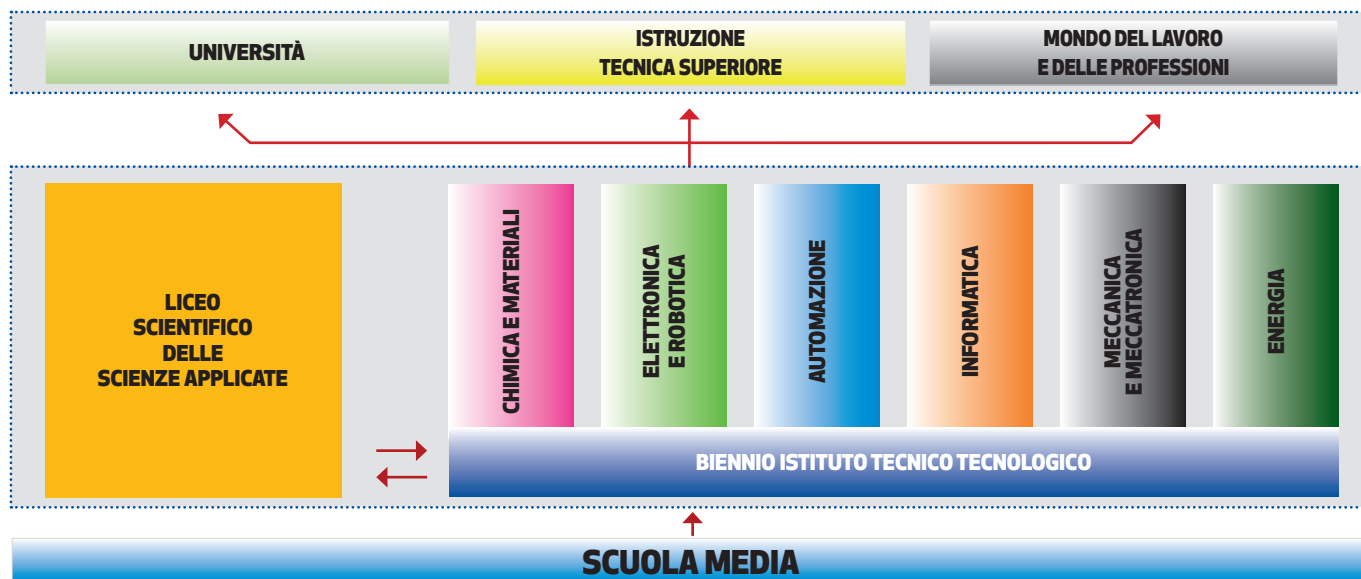 UNIVERSITÀ
ISTRUZIONE
TECNICA SUPERIORE
MONDO DEL LAVORO
E DELLE PROFESSIONI
LICEO
SCIENTIFICO
DELLE
SCIENZE APPLICATE
CHIMICA E MATERIALI
ELETTRONICA
E ROBOTICA
AUTOMAZIONE
INFORMATICA
MECCANICA
E MECCATRONICA
ENERGIA
BIENNIO ISTITUTO TECNICO TECNOLOGICO
SCUOLA MEDIA